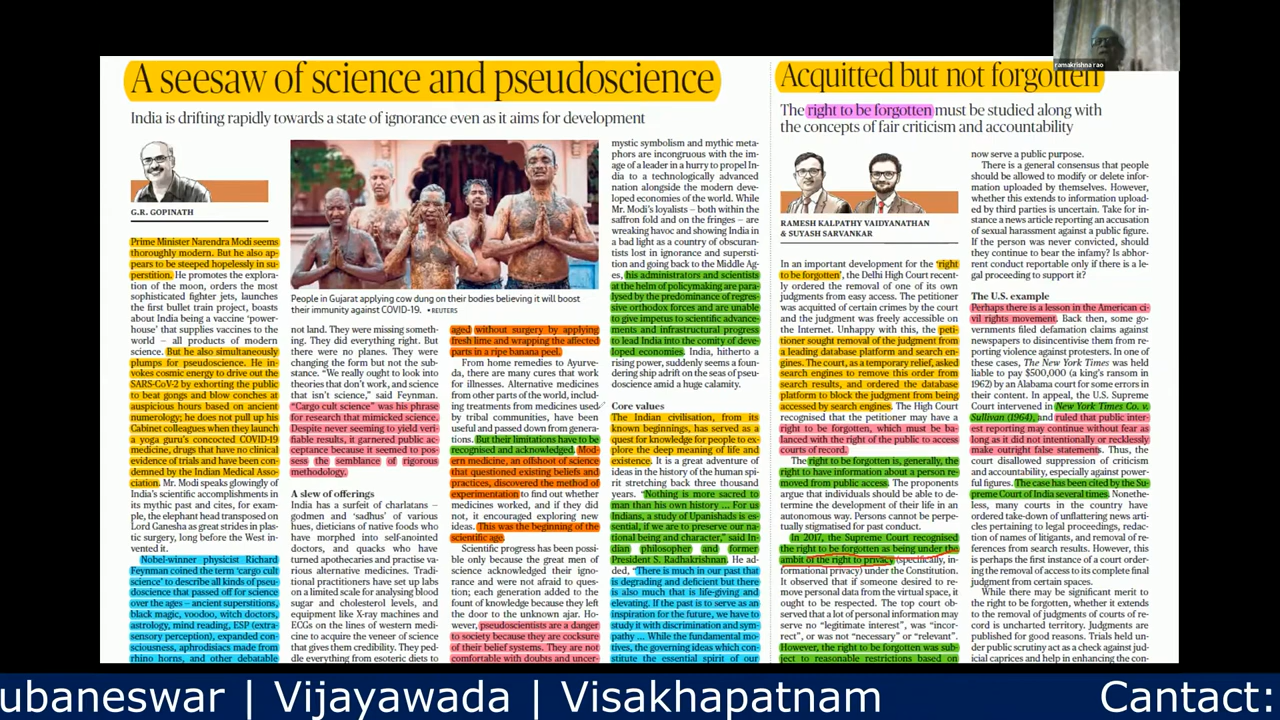 ramakrishna rao
A seesaw of science and pseudoscience
India is drifting rapidly towards a state of ignorance even as it aims for development
G.R. GOPINATH
Prime Minister Narendra Modi seems
thoroughly modern. But he also ap-
pears to be steeped hopelessly in su-
perstition. He promotes the explora-
tion of the moon, orders the most
sophisticated fighter jets, launches
the first bullet train project, boasts
about India being a vaccine 'power-
house' that supplies vaccines to the
world – all products of modern
science. But he also simultaneously
plumps for pseudoscience. He in-
vokes cosmic energy to drive out the
SARS-CoV-2 by exhorting the public
to beat gongs and blow conches at
auspicious hours based on ancient
numerology; he does not pull up his
Cabinet colleagues when they launch
a yoga guru's concocted COVID-19
medicine, drugs that have no clinical
evidence of trials and have been con-
demned by the Indian Medical Asso-
ciation. Mr. Modi speaks glowingly of
India's scientific accomplishments in
its mythic past and cites, for exam-
ple, the elephant head transposed on
Lord Ganesha as great strides in plas-
tic surgery, long before the West in-
vented it.
Nobel-winner physicist Richard
Feynman coined the term 'cargo cult
science' to describe all kinds of pseu-
doscience that passed off for science
over the ages – ancient superstitions,
black magic, voodoo, witch doctors,
astrology, mind reading, ESP (extra-
sensory perception), expanded con-
sciousness, aphrodisiacs made from
rhino horns, and other debatable
People in Gujarat applying cow dung on their bodies believing it will boost
their immunity against COVID-19. • REUTERS
not land. They were missing someth-
ing. They did everything right. But
there were no planes. They were
changing the form but not the sub-
stance. "We really ought to look into
theories that don't work, and science
that isn't science," said Feynman.
"Cargo cult science" was his phrase
for research that mimicked science.
Despite never seeming to yield veri-
fiable results, it garnered public ac-
ceptance because it seemed to pos-
sess the semblance of rigorous
methodology.
A slew of offerings
India has a surfeit of charlatans –
godmen and 'sadhus' of various
hues, dieticians of native foods who
have morphed into self-anointed
doctors, and quacks who have
turned apothecaries and practise va-
rious alternative medicines. Tradi-
tional practitioners have set up labs
on a limited scale for analysing blood
sugar and cholesterol levels, and
equipment like X-ray machines and
ECGs on the lines of western medi-
cine to acquire the veneer of science
that gives them credibility. They ped-
dle everything from esoteric diets to
aged without surgery by applying
fresh lime and wrapping the affected
parts in a ripe banana peel.
From home remedies to Ayurve-
da, there are many cures that work
for illnesses. Alternative medicines
from other parts of the world, includ-
ing treatments from medicines used
by tribal communities, have been
useful and passed down from genera-
tions. But their limitations have to be
recognised and acknowledged. Mod-
ern medicine, an offshoot of science
that questioned existing beliefs and
practices, discovered the method of
experimentation to find out whether
medicines worked, and if they did
not, it encouraged exploring new
ideas. This was the beginning of the
scientific age.
Scientific progress has been possi-
ble only because the great men of
science acknowledged their ignor-
ance and were not afraid to ques-
tion; each generation added to the
fount of knowledge because they left
the door to the unknown ajar. Ho-
wever, pseudoscientists are a danger
to society because they are cocksure
of their belief systems. They are not
comfortable with doubts and uncer-
mystic symbolism and mythic meta-
phors are incongruous with the im-
age of a leader in a hurry to propel In-
dia to a technologically advanced
nation alongside the modern deve-
loped economies of the world. While
Mr. Modi's loyalists – both within the
saffron fold and on the fringes – are
wreaking havoc and showing India in
a bad light as a country of obscuran-
tists lost in ignorance and supersti-
tion and going back to the Middle Ag-
es, his administrators and scientists
at the helm of policymaking are para-
lysed by the predominance of regres-
sive orthodox forces and are unable
to give impetus to scientific advance-
ments and infrastructural progress
to lead India into the comity of deve-
loped economies. India, hitherto a
rising power, suddenly seems a foun-
dering ship adrift on the seas of pseu-
doscience amid a huge calamity.
Core values
The Indian civilisation, from its
known beginnings, has served as a
quest for knowledge for people to ex-
plore the deep meaning of life and
existence. It is a great adventure of
ideas in the history of the human spi-
rit stretching back three thousand
years. "Nothing is more sacred to
man than his own history ... For us
Indians, a study of Upanishads is es-
sential, if we are to preserve our na-
tional being and character," said In-
dian philosopher and former
President S. Radhakrishnan. He ad-
ded, "There is much in our past that
is degrading and deficient but there
is also much that is life-giving and
elevating. If the past is to serve as an
inspiration for the future, we have to
study it with discrimination and sym-
pathy ... While the fundamental mo-
tives, the governing ideas which con-
stitute the essential spirit of our
Acquitted but not forgotten
The right to be forgotten must be studied along with
the concepts of fair criticism and accountability
RAMESH KALPATHY VAIDYANATHAN
& SUYASH SARVANKAR
In an important development for the 'right
to be forgotten', the Delhi High Court recent-
ly ordered the removal of one of its own
judgments from easy access. The petitioner
was acquitted of certain crimes by the court
and the judgment was freely accessible on
the Internet. Unhappy with this, the peti-
tioner sought removal of the judgment from
a leading database platform and search en-
gines. The court, as a temporary relief, asked
search engines to remove this order from
search results, and ordered the database
platform to block the judgment from being
accessed by search engines. The High Court
recognised that the petitioner may have a
right to be forgotten, which must be ba-
lanced with the right of the public to access
courts of record.
The right to be forgotten is, generally, the
right to have information about a person re-
moved from public access. The proponents
argue that individuals should be able to de-
termine the development of their life in an
autonomous way. Persons cannot be perpe-
tually stigmatised for past conduct.
In 2017, the Supreme Court recognised
the right to be forgotten as being under the
ambit of the right to privacy (specifically, in-
formational privacy) under the Constitution.
It observed that if someone desired to re-
move personal data from the virtual space, it
ought to be respected. The top court ob-
served that a lot of personal information may
serve no "legitimate interest", was "incor-
rect", or was not "necessary" or "relevant".
However, the right to be forgotten was sub-
ject to reasonable restrictions based on
now serve a public purpose.
There is a general consensus that people
should be allowed to modify or delete infor-
mation uploaded by themselves. However,
whether this extends to information upload-
ed by third parties is uncertain. Take for in-
stance a news article reporting an accusation
of sexual harassment against a public figure.
If the person was never convicted, should
they continue to bear the infamy? Is abhor-
rent conduct reportable only if there is a le-
gal proceeding to support it?
The U.S. example
Perhaps there is a lesson in the American ci-
vil rights movement. Back then, some go-
vernments filed defamation claims against
newspapers to disincentivise them from re-
porting violence against protesters. In one
of these cases, The New York Times was held
liable to pay $500,000 (a king's ransom in
1962) by an Alabama court for some errors in
their content. But upon appeal, the U.S.
Supreme Court intervened in New York Times Co. v.
Sullivan (1964), and ruled that public inter-
est reporting may continue without fear as
long as it did not intentionally or recklessly
make outright false statements. Thus, the
court disallowed suppression of criticism
and accountability, especially against power-
ful figures. The case has been cited by the Su-
preme Court of India several times. Nonethe-
less, many courts in the country have
ordered take-down of unflattering news arti-
cles pertaining to legal proceedings, redac-
tion of names of litigants, and removal of re-
ferences from search results. However, this
is perhaps the first instance of a court order-
ing the removal of access to its complete final
judgment from certain spaces.
While there may be significant merit to
the right to be forgotten, whether it extends
to the removal of judgments of courts of re-
cord is uncharted territory. Judgments are
published for good reasons. Trials held un-
der public scrutiny act as a check against jud-
icial caprices and help in enhancing the con-
ubaneswar | Vijayawada | Visakhapatnam
Cantact: